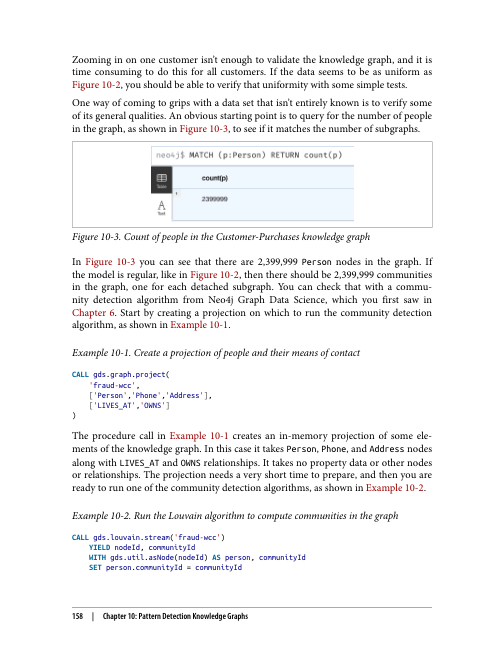 Zooming in on one customer isn't enough to validate the knowledge graph, and it is
time consuming to do this for all customers. If the data seems to be as uniform as
Figure 10-2, you should be able to verify that uniformity with some simple tests.
One way of coming to grips with a data set that isn't entirely known is to verify some
of its general qualities. An obvious starting point is to query for the number of people
in the graph, as shown in Figure 10-3, to see if it matches the number of subgraphs.
neo4j$ MATCH (p:Person) RETURN count(p)
Table
count(p)
1
2399999
A
Text
Figure 10-3. Count of people in the Customer-Purchases knowledge graph
In Figure 10-3 you can see that there are 2,399,999 Person nodes in the graph. If
the model is regular, like in Figure 10-2, then there should be 2,399,999 communities
in the graph, one for each detached subgraph. You can check that with a commu-
nity detection algorithm from Neo4j Graph Data Science, which you first saw in
Chapter 6. Start by creating a projection on which to run the community detection
algorithm, as shown in Example 10-1.
Example 10-1. Create a projection of people and their means of contact
CALL gds.graph.project(
    'fraud-wcc',
    ['Person','Phone','Address'],
    ['LIVES_AT','OWNS']
)
The procedure call in Example 10-1 creates an in-memory projection of some ele-
ments of the knowledge graph. In this case it takes Person, Phone, and Address nodes
along with LIVES_AT and OWNS relationships. It takes no property data or other nodes
or relationships. The projection needs a very short time to prepare, and then you are
ready to run one of the community detection algorithms, as shown in Example 10-2.
Example 10-2. Run the Louvain algorithm to compute communities in the graph
CALL gds.louvain.stream('fraud-wcc')
    YIELD nodeId, communityId
    WITH gds.util.asNode(nodeId) AS person, communityId
    SET person.communityId = communityId
158 | Chapter 10: Pattern Detection Knowledge Graphs